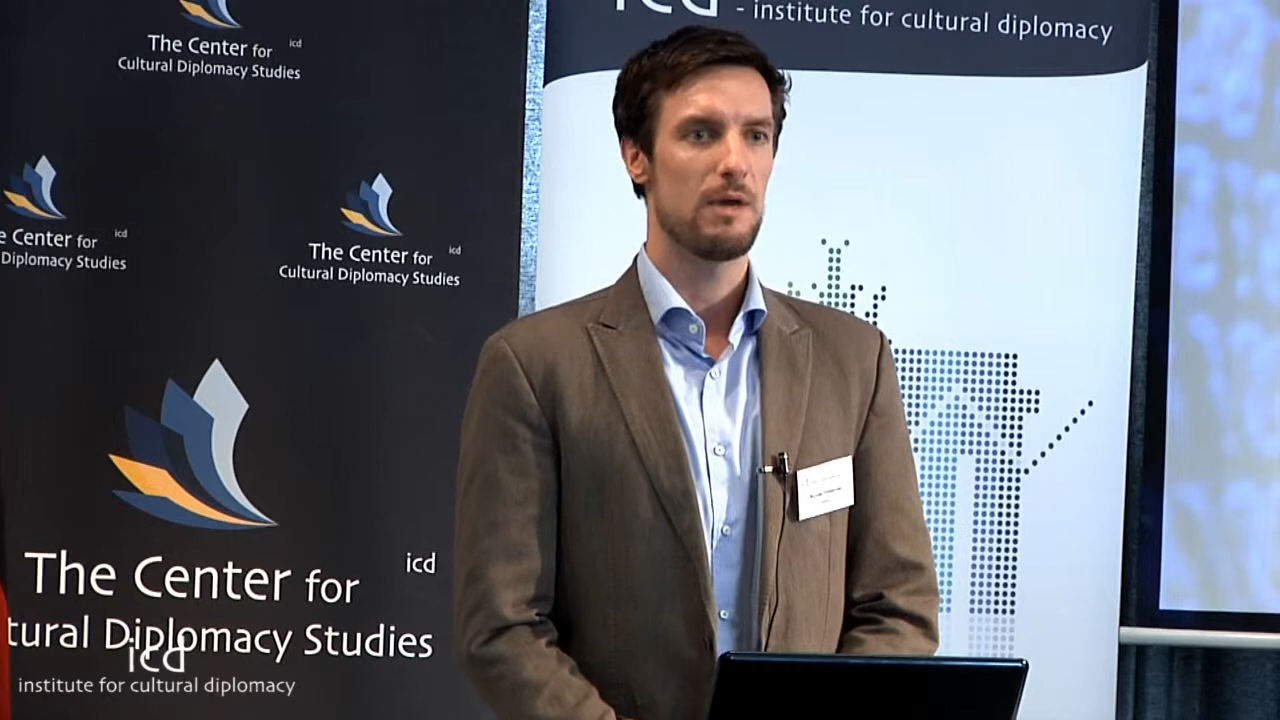 icd - institute for cultural diplomacy
The Center for icd
Cultural Diplomacy Studies
Center for icd
Diplomacy Studies
The Center for icd
Cultural Diplomacy Studies
The Center for icd
tural Diplomacy Studies
icd
institute for cultural diplomacy